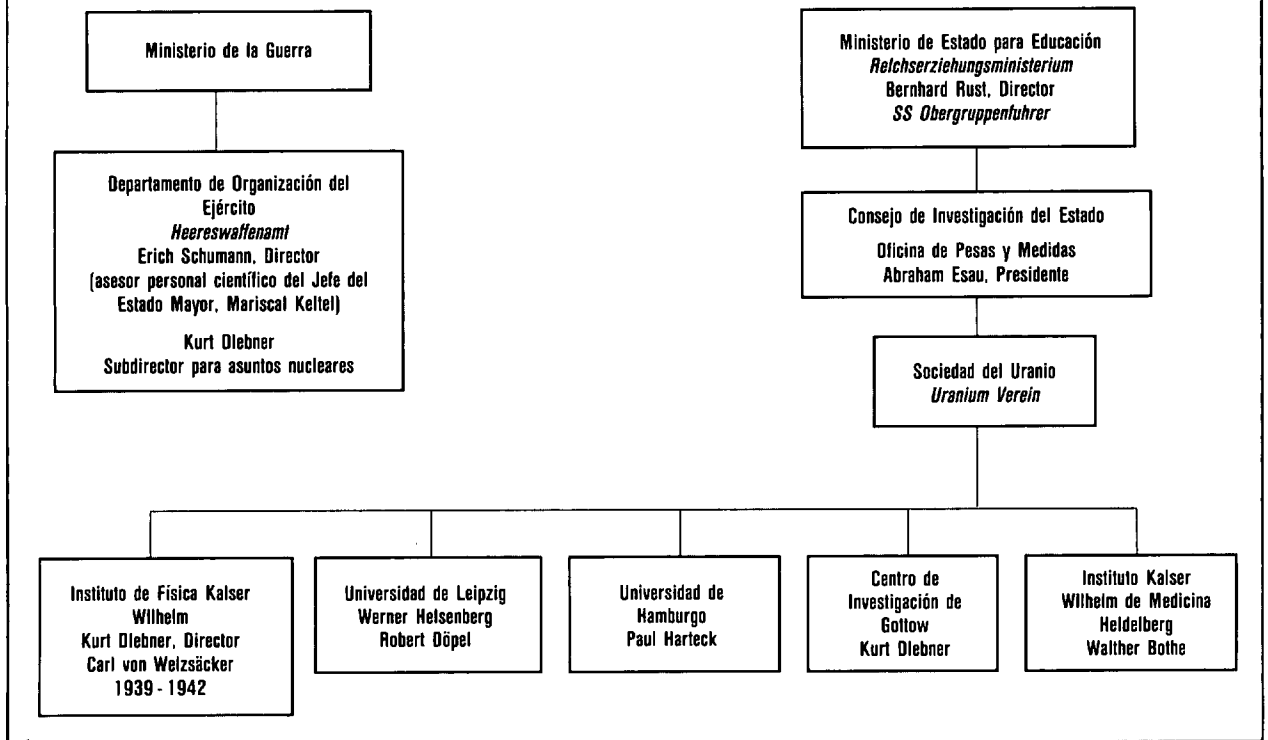 Ministerio de la Guerra
Departamento de Organización del
Ejército
Heereswaffenamt
Erich Schumann, Director
(asesor personal científico del Jefe del
Estado Mayor, Mariscal Keltel)
Kurt Dlebner
Subdirector para asuntos nucleares
Ministerio de Estado para Educación
Relchserziehungsministerium
Bernhard Rust, Director
SS Obergruppenfuhrer
Consejo de Investigación del Estado
Oficina de Pesas y Medidas
Abraham Esau, Presidente
Sociedad del Uranio
Uranium Verein
Instituto de Física Kalser
Wilhelm
Kurt Dlebner, Director
Carl von Welzsäcker
1939 - 1942
Universidad de Leipzig
Werner Helsenberg
Robert Döpel
Universidad de
Hamburgo
Paul Harteck
Centro de
Investigación de
Gottow
Kurt Dlebner
Instituto Kalser
Wilhelm de Medicina
Heldelberg
Walther Bothe